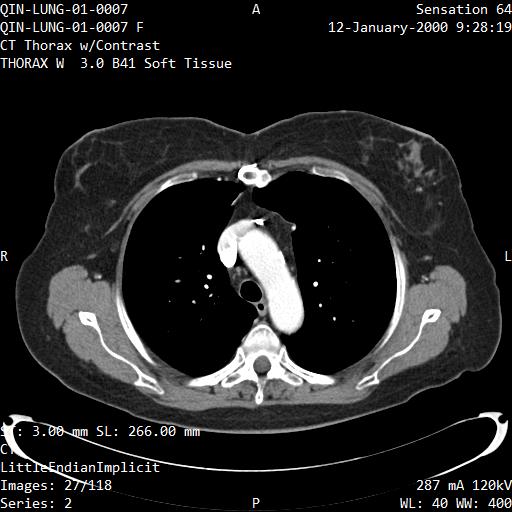 QIN-LUNG-01-0007
A
Sensation 64
QIN-LUNG-01-0007 F
12-January-2000 9:28:19
CT Thorax w/Contrast
THORAX W  3.0 B41 Soft Tissue
R
L
ST: 3.00 mm SL: 266.00 mm
CT
LittleEndianImplicit
Images: 27/118
287 mA 120kV
Series: 2
P
WL: 40 WW: 400